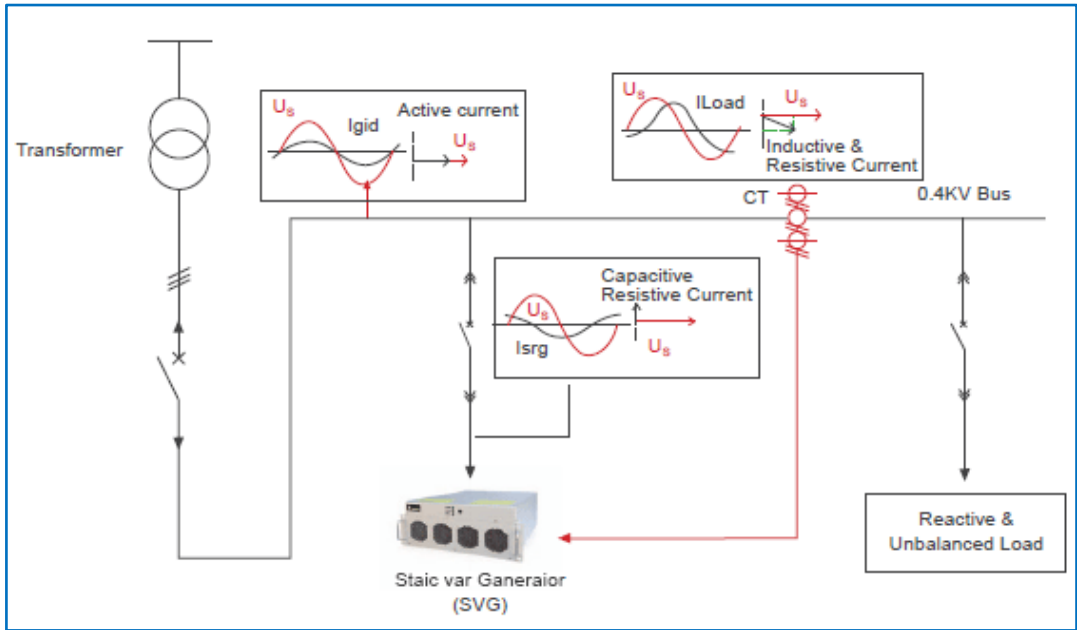 Transformer
Us
Igid
Active current
Us
Us
ILoad
Us
Inductive &
Resistive Current
CT
0.4KV Bus
Us
Isrg
Capacitive
Resistive Current
Us
Staic var Ganeraior
(SVG)
Reactive &
Unbalanced Load